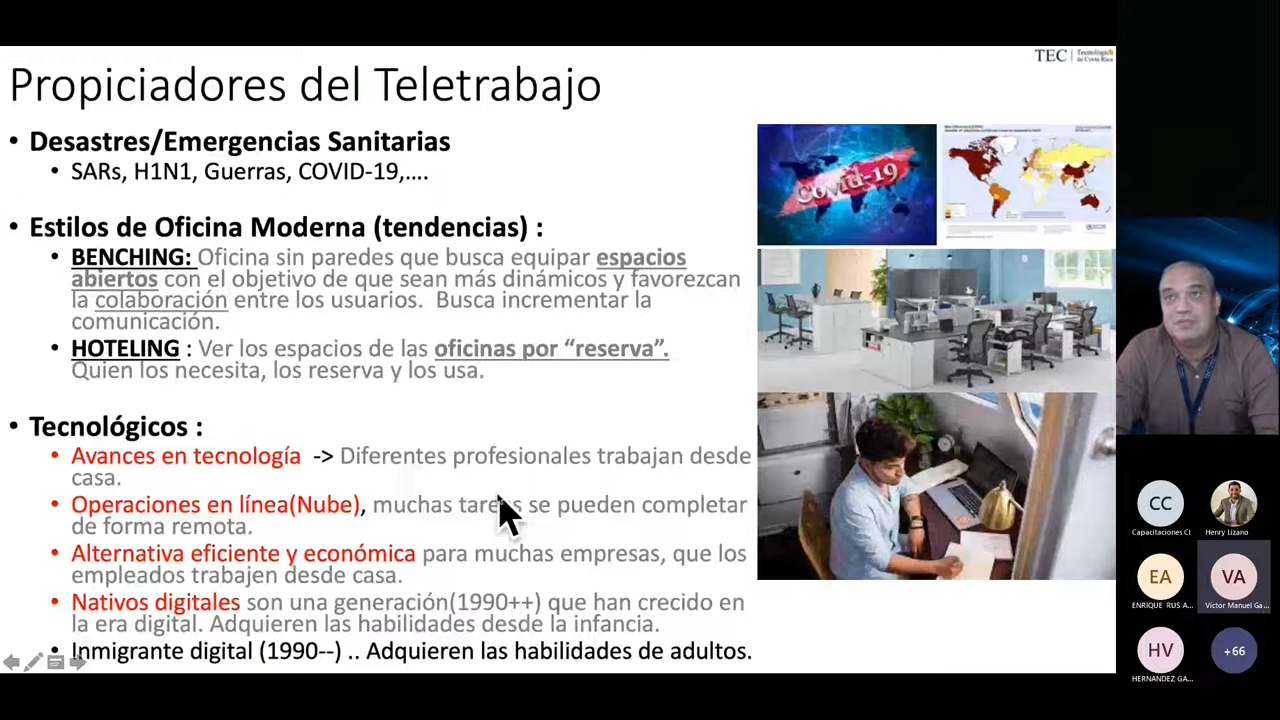 TEC | Tecnológico
de Costa Rica
Propiciadores del Teletrabajo
• Desastres/Emergencias Sanitarias
• SARs, H1N1, Guerras, COVID-19,....
Covid-19
• Estilos de Oficina Moderna (tendencias) :
• BENCHING: Oficina sin paredes que busca equipar espacios
abiertos con el objetivo de que sean más dinámicos y favorezcan
la colaboración entre los usuarios. Busca incrementar la
comunicación.
• HOTELING : Ver los espacios de las oficinas por “reserva”.
Quien los necesita, los reserva y los usa.
• Tecnológicos :
• Avances en tecnología -> Diferentes profesionales trabajan desde
casa.
• Operaciones en línea(Nube), muchas tareas se pueden completar
de forma remota.
• Alternativa eficiente y económica para muchas empresas, que los
empleados trabajen desde casa.
• Nativos digitales son una generación(1990++) que han crecido en
la era digital. Adquieren las habilidades desde la infancia.
• Inmigrante digital (1990--) .. Adquieren las habilidades de adultos.
CC
Capacitaciones CI
Henry Lizano
EA
ENRIQUE RUS A...
VA
Víctor Manuel Ga...
HV
HERNANDEZ GA...
+66